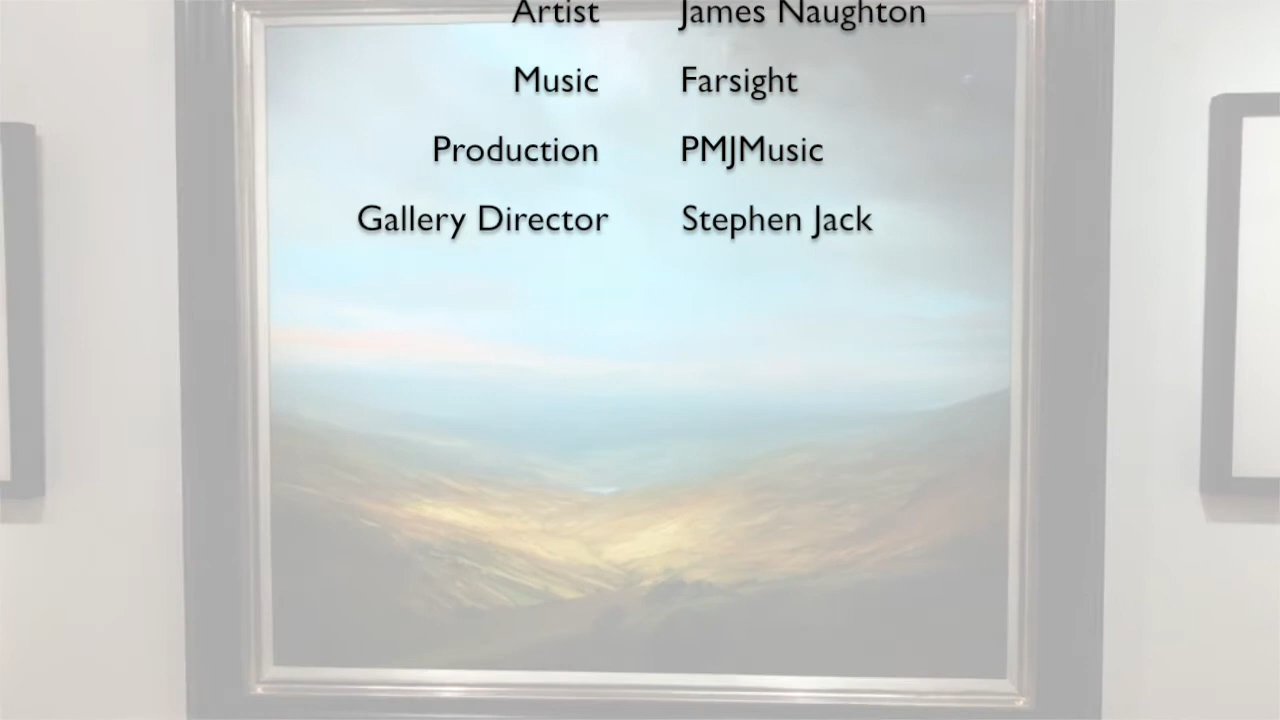 Artist James Naughton
Music Farsight
Production PMJMusic
Gallery Director Stephen Jack